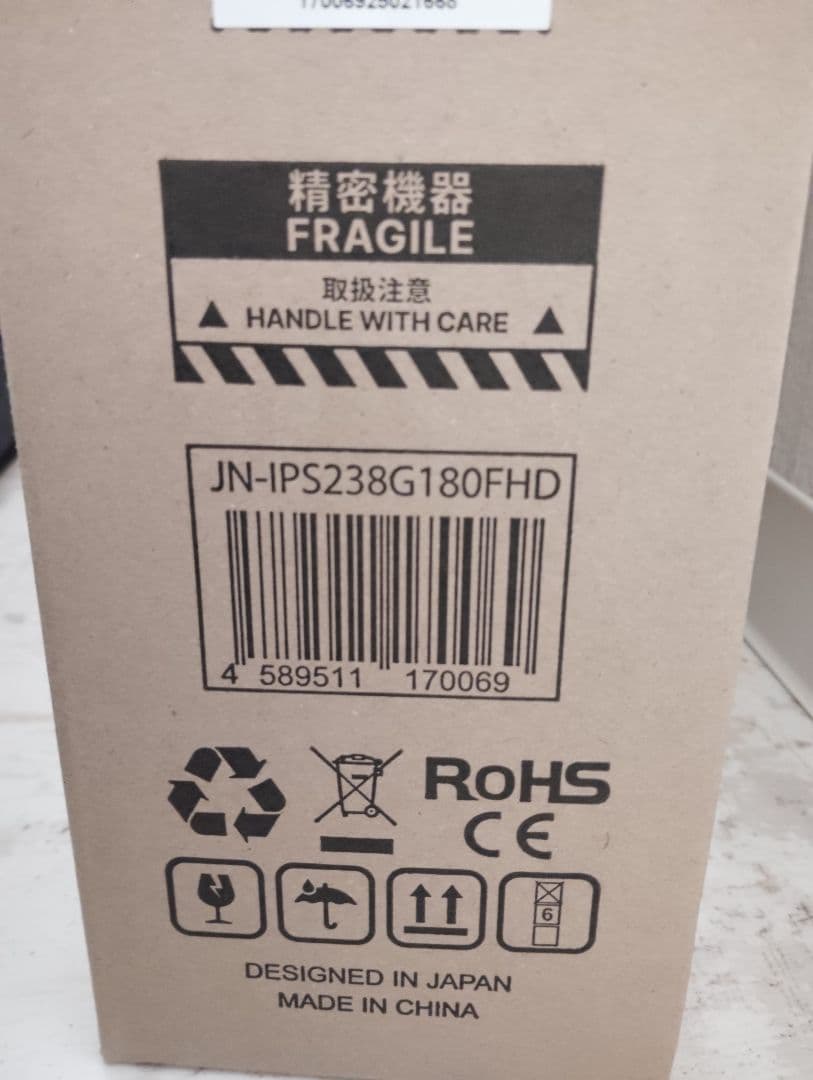 17006925021668
精密機器
FRAGILE
取扱注意
HANDLE WITH CARE
JN-IPS238G180FHD
4 589511 170069
RoHS
CE
6
DESIGNED IN JAPAN
MADE IN CHINA